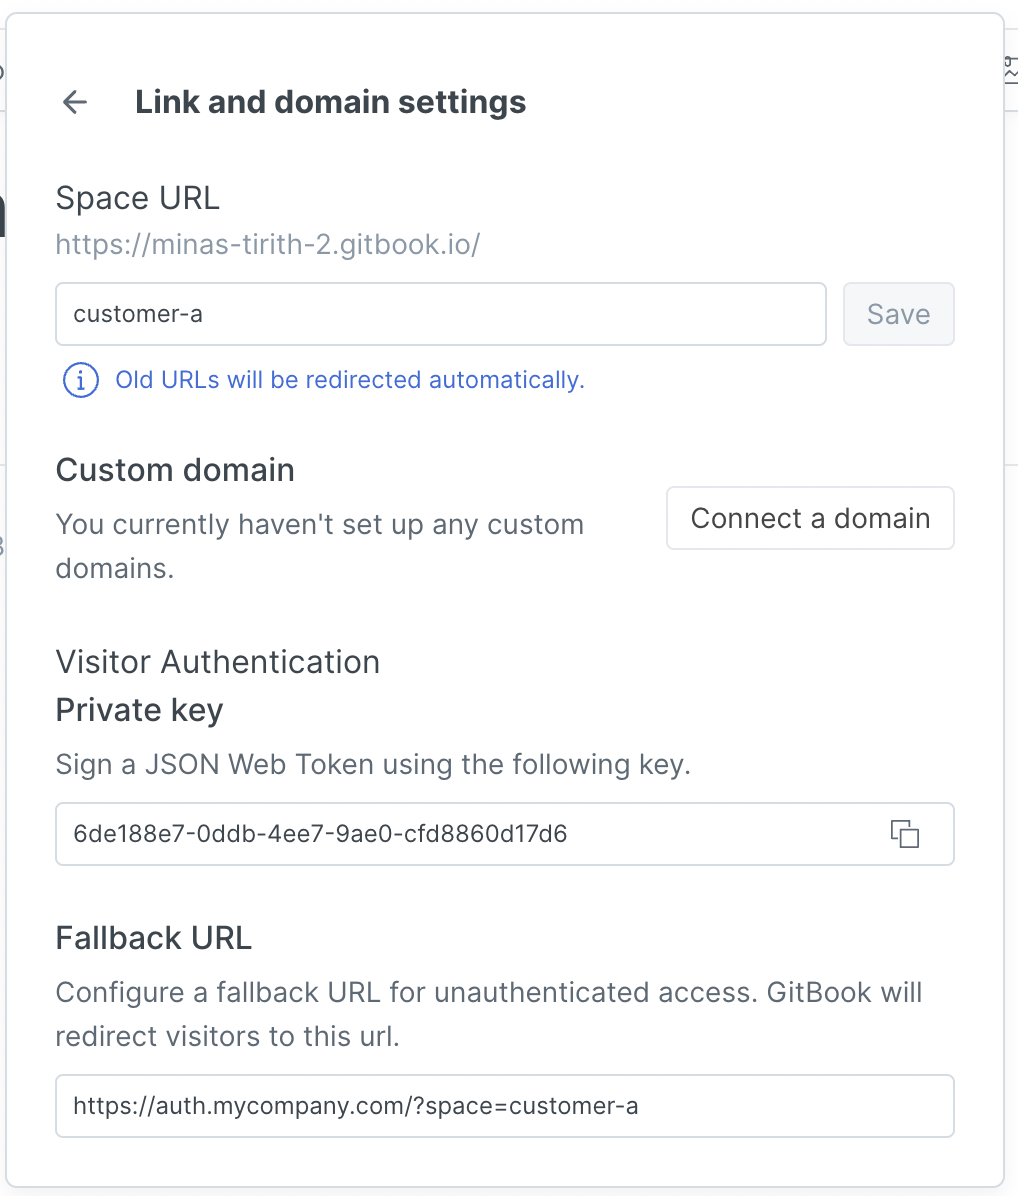 Link and domain settings
Space URL
https://minas-tirith-2.gitbook.io/
customer-a
Save
Old URLs will be redirected automatically.
Custom domain
You currently haven't set up any custom
domains.
Connect a domain
Visitor Authentication
Private key
Sign a JSON Web Token using the following key.
6de188e7-0ddb-4ee7-9ae0-cfd8860d17d6
Fallback URL
Configure a fallback URL for unauthenticated access. GitBook will
redirect visitors to this url.
https://auth.mycompany.com/?space=customer-a